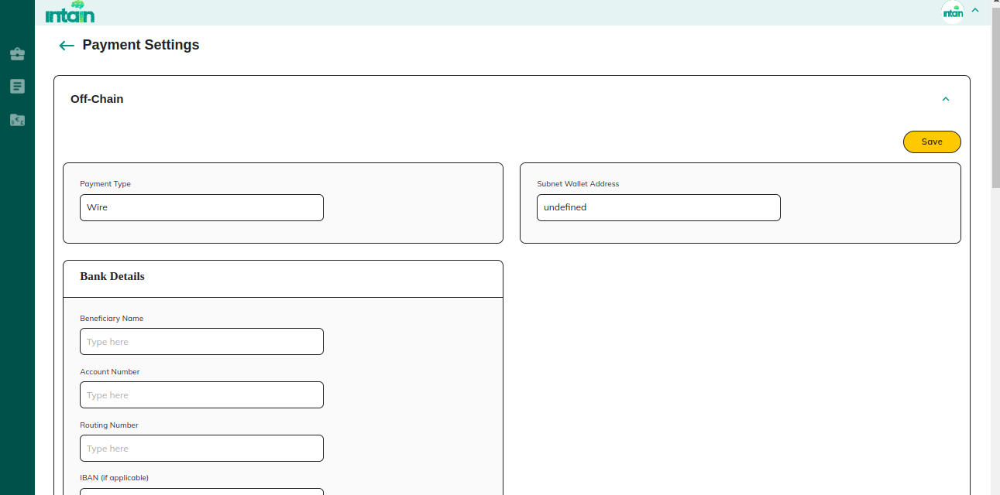 intain
intain
Payment Settings
Off-Chain
Save
Payment Type
Wire
Subnet Wallet Address
undefined
Bank Details
Beneficiary Name
Type here
Account Number
Type here
Routing Number
Type here
IBAN (if applicable)